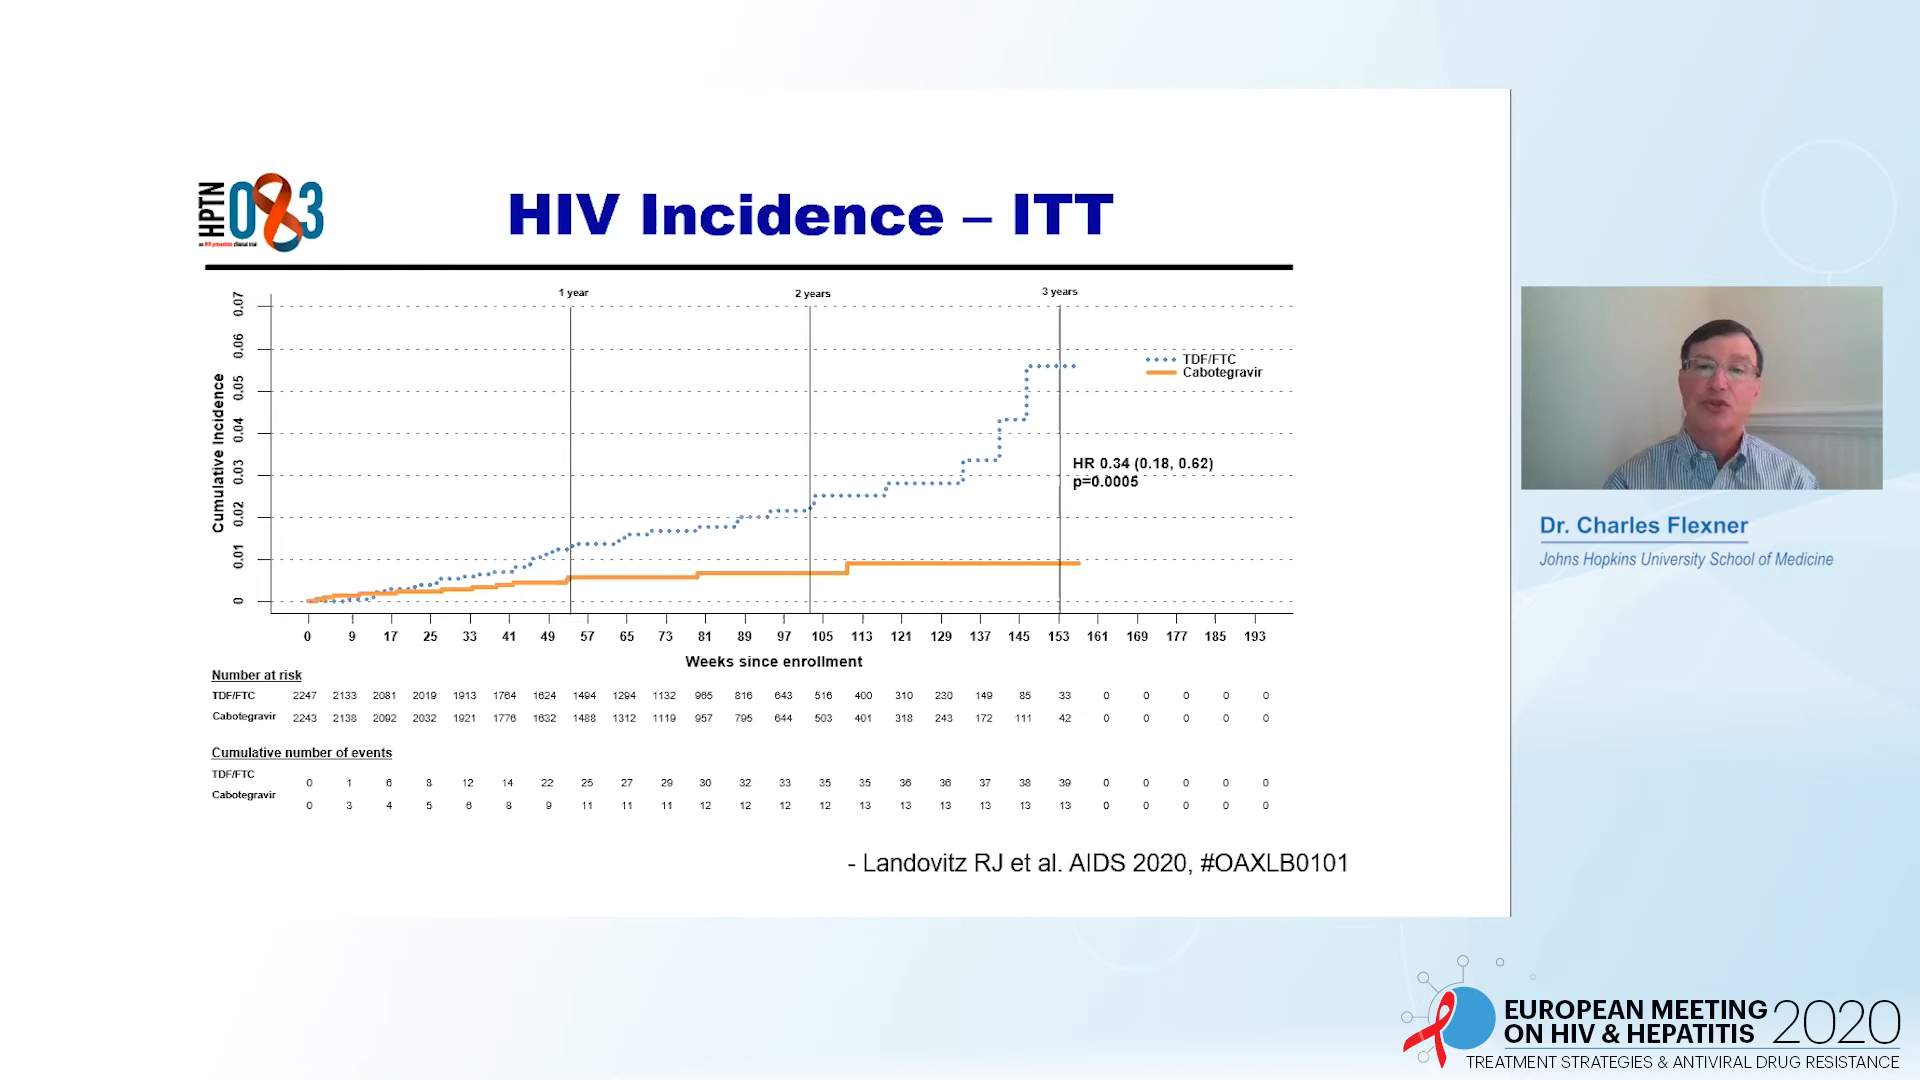 HPTN 083
an HIV prevention clinical trial
HIV Incidence – ITT
1 year
2 years
3 years
0.07
0.06
0.05
0.04
0.03
0.02
0.01
0
Cumulative Incidence
TDF/FTC
Cabotegravir
HR 0.34 (0.18, 0.62)
p=0.0005
0 9 17 25 33 41 49 57 65 73 81 89 97 105 113 121 129 137 145 153 161 169 177 185 193
Weeks since enrollment
Number at risk
TDF/FTC 2247 2133 2081 2019 1913 1764 1624 1494 1294 1132 965 816 643 516 400 310 230 149 85 33 0 0 0 0 0
Cabotegravir 2243 2138 2092 2032 1921 1776 1632 1488 1312 1119 957 795 644 503 401 318 243 172 111 42 0 0 0 0 0
Cumulative number of events
TDF/FTC
0 1 6 8 12 14 22 25 27 29 30 32 33 35 35 36 36 37 38 39 0 0 0 0 0
Cabotegravir
0 3 4 5 6 8 9 11 11 11 12 12 12 12 13 13 13 13 13 13 0 0 0 0 0
- Landovitz RJ et al. AIDS 2020, #OAXLB0101
Dr. Charles Flexner
Johns Hopkins University School of Medicine
EUROPEAN MEETING
ON HIV & HEPATITIS 2020
TREATMENT STRATEGIES & ANTIVIRAL DRUG RESISTANCE